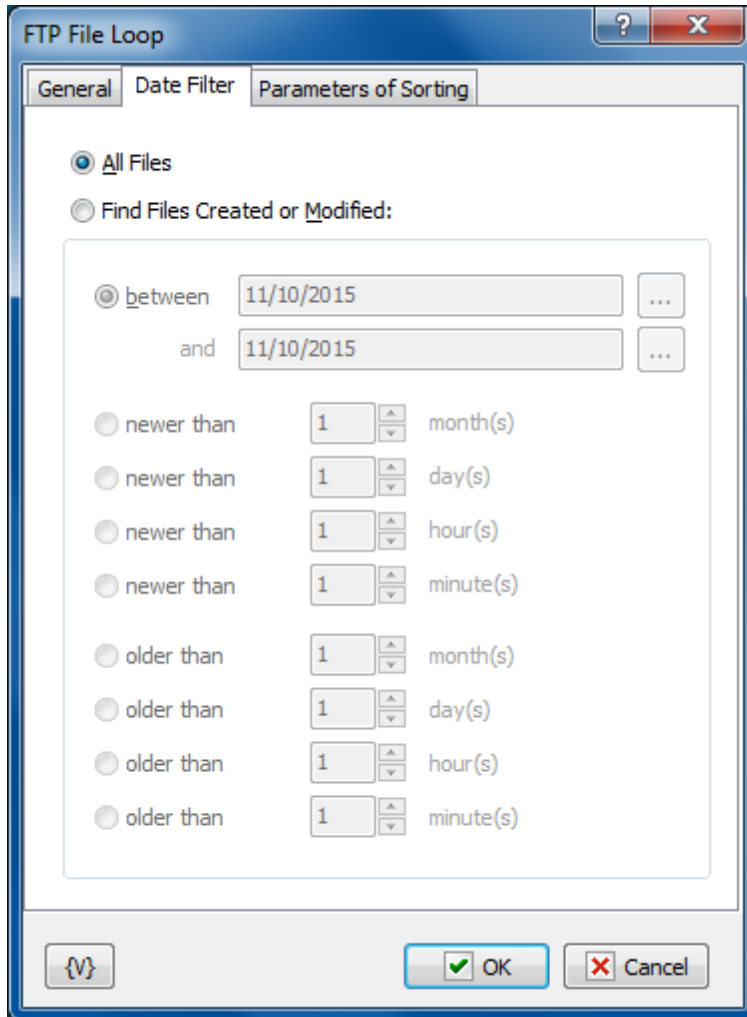 FTP File Loop
?
General Date Filter Parameters of Sorting
All Files
Find Files Created or Modified:
between 11/10/2015 ...
and 11/10/2015 ...
newer than 1 month(s)
newer than 1 day(s)
newer than 1 hour(s)
newer than 1 minute(s)
older than 1 month(s)
older than 1 day(s)
older than 1 hour(s)
older than 1 minute(s)
{V} OK Cancel